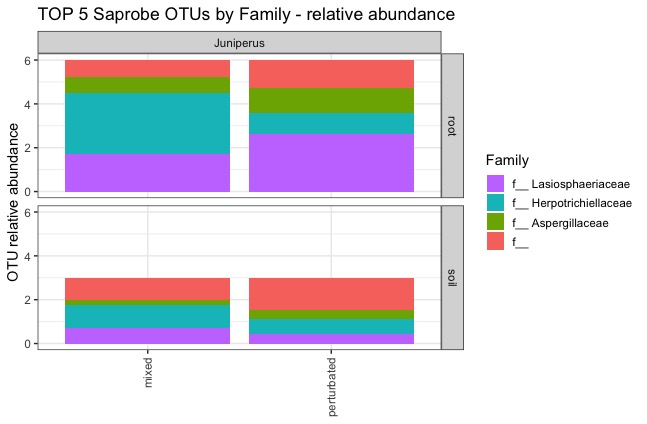 TOP 5 Saprobe OTUs by Family - relative abundance
Juniperus
OTU relative abundance
6
4
2
0
root
6
4
2
0
soil
mixed
perturbated
Family
f__ Lasiosphaeriaceae
f__ Herpotrichiellaceae
f__ Aspergillaceae
f__